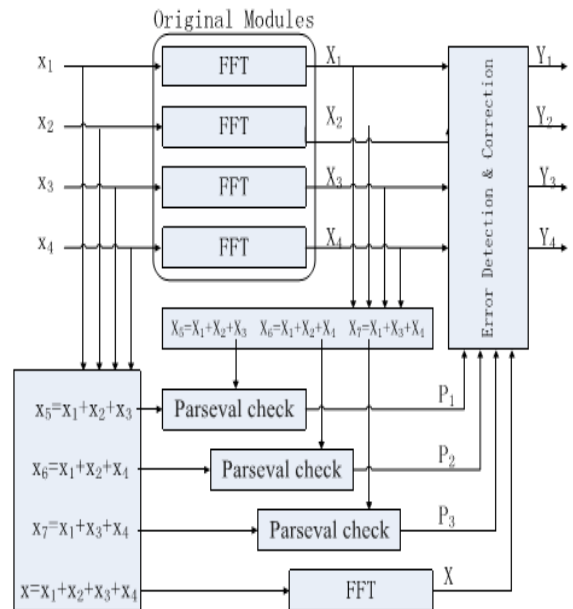 Original Modules
x₁ FFT X₁ Y₁
x₂ FFT X₂ Y₂
x₃ FFT X₃ Y₃
x₄ FFT X₄ Y₄
Error Detection & Correction
X₅=X₁+X₂+X₃ X₆=X₁+X₂+X₄ X₇=X₁+X₃+X₄
x₅=x₁+x₂+x₃ Parseval check P₁
x₆=x₁+x₂+x₄ Parseval check P₂
x₇=x₁+x₃+x₄ Parseval check P₃
x=x₁+x₂+x₃+x₄ FFT X